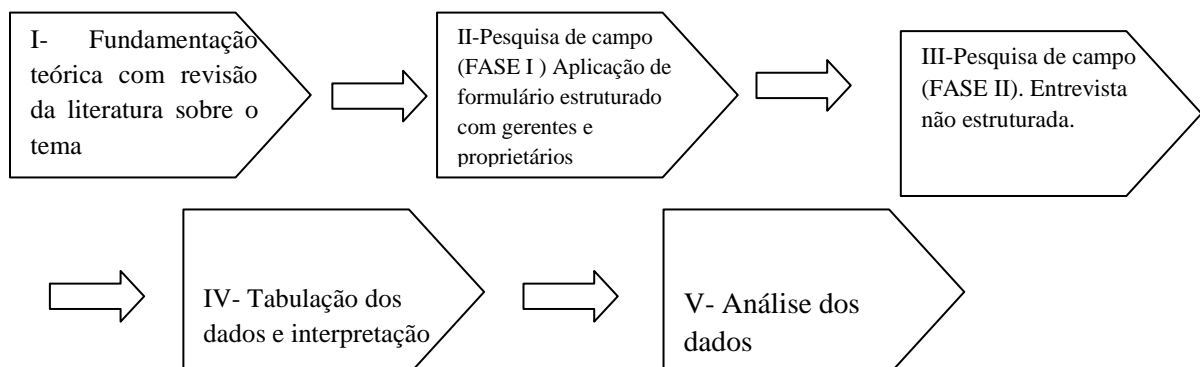 I- Fundamentação
teórica com revisão
da literatura sobre o
tema
II-Pesquisa de campo
(FASE I ) Aplicação de
formulário estruturado
com gerentes e
proprietários
III-Pesquisa de campo
(FASE II). Entrevista
não estruturada.
IV- Tabulação dos
dados e interpretação
V- Análise dos
dados